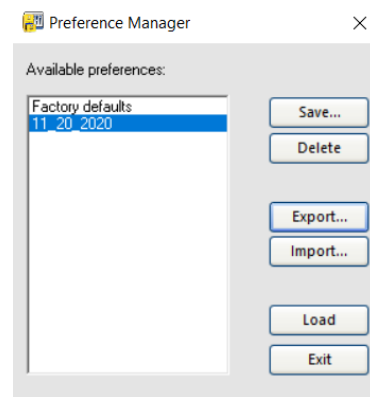 Preference Manager
Available preferences:
Factory defaults
11_20_2020
Save...
Delete
Export...
Import...
Load
Exit